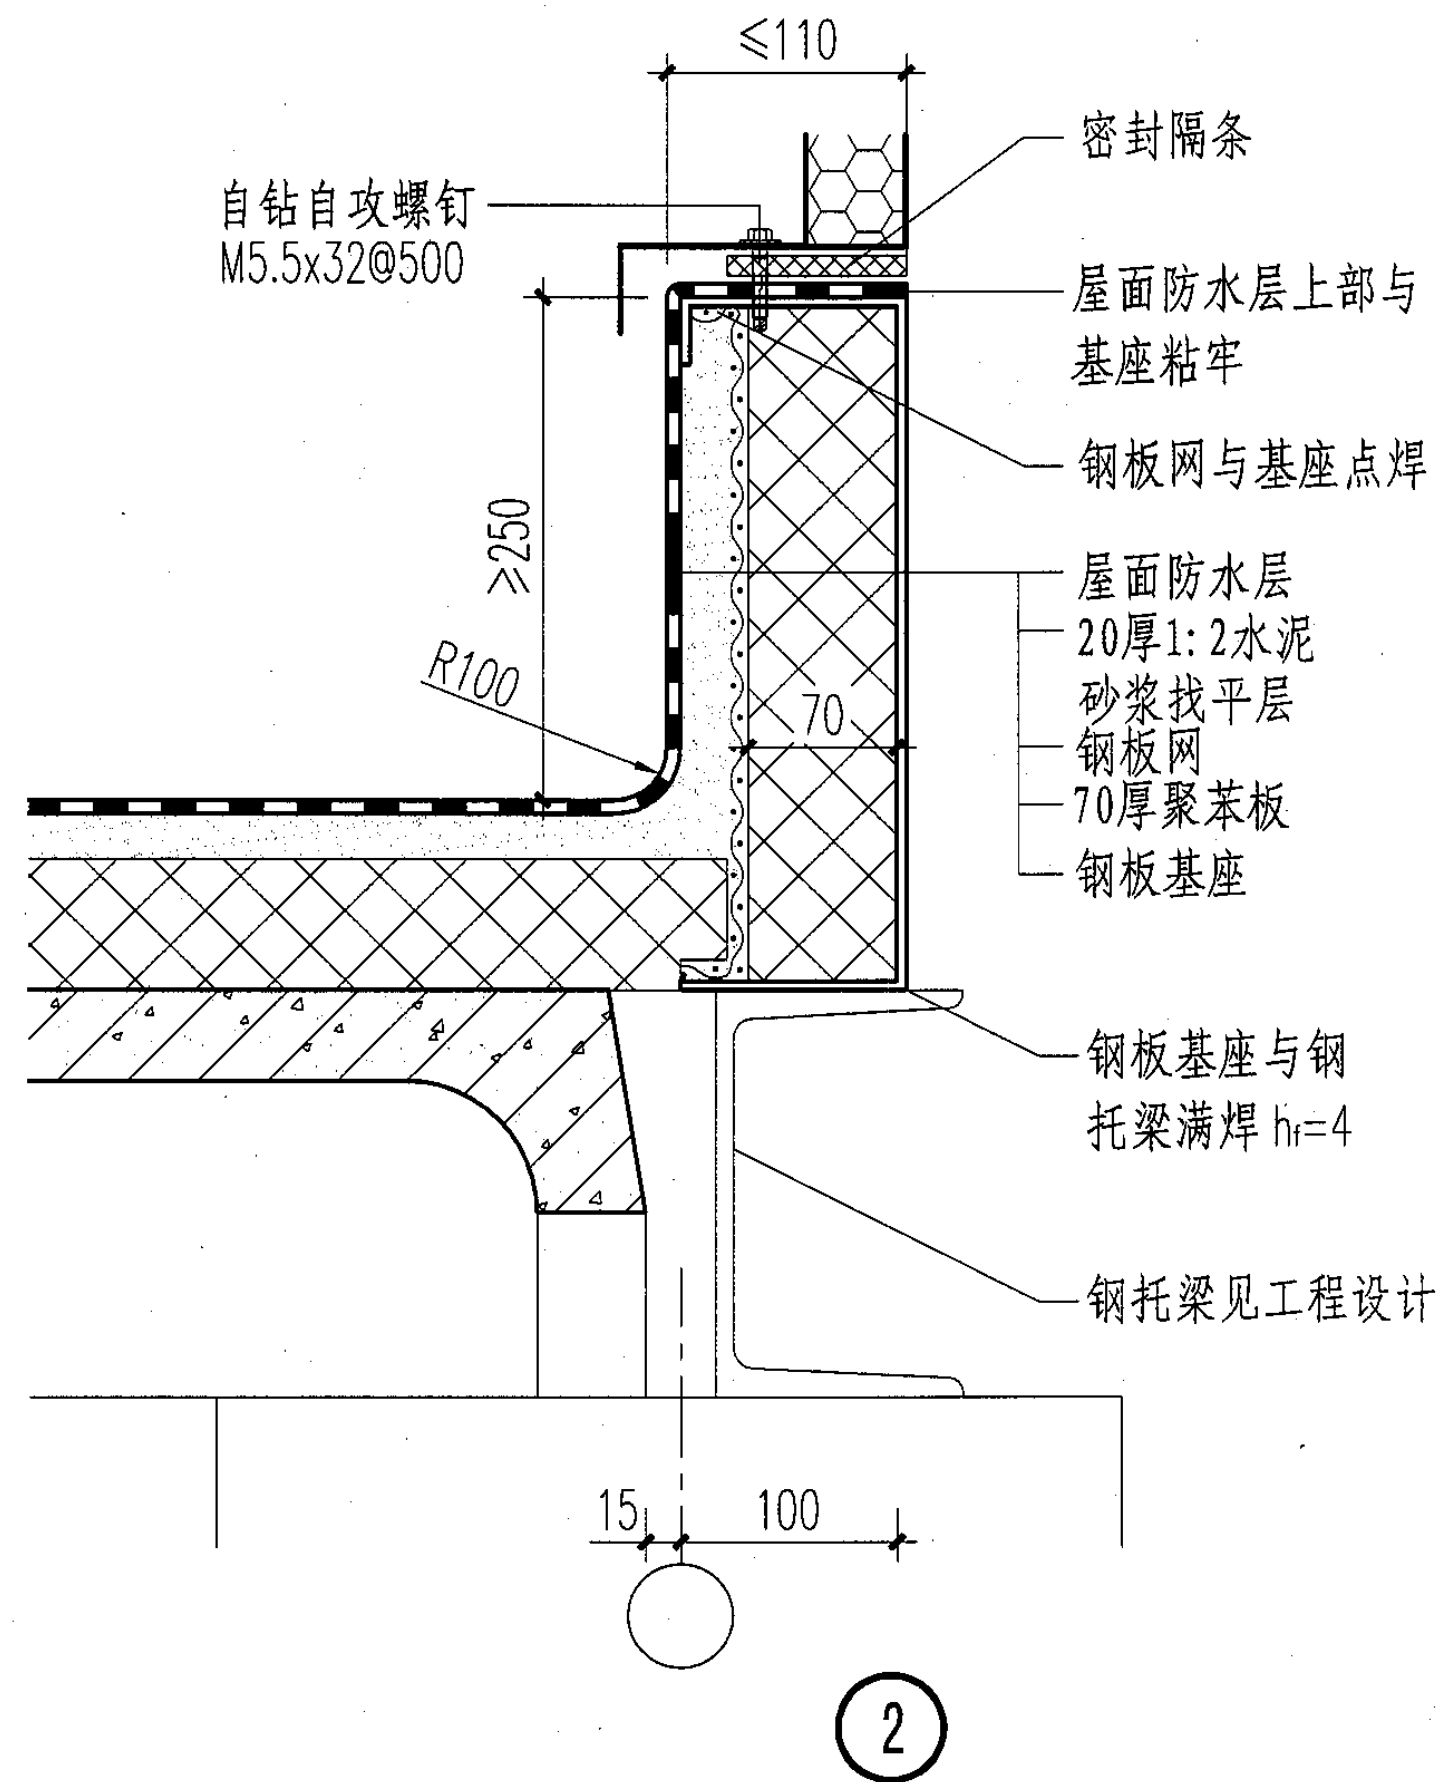 ≤110
密封隔条
自钻自攻螺钉
M5.5x32@500
屋面防水层上部与
基座粘牢
钢板网与基座点焊
≥250
屋面防水层
20厚1:2水泥
砂浆找平层
R100
70
钢板网
70厚聚苯板
钢板基座
钢板基座与钢
托梁满焊 hf=4
钢托梁见工程设计
15
100
2